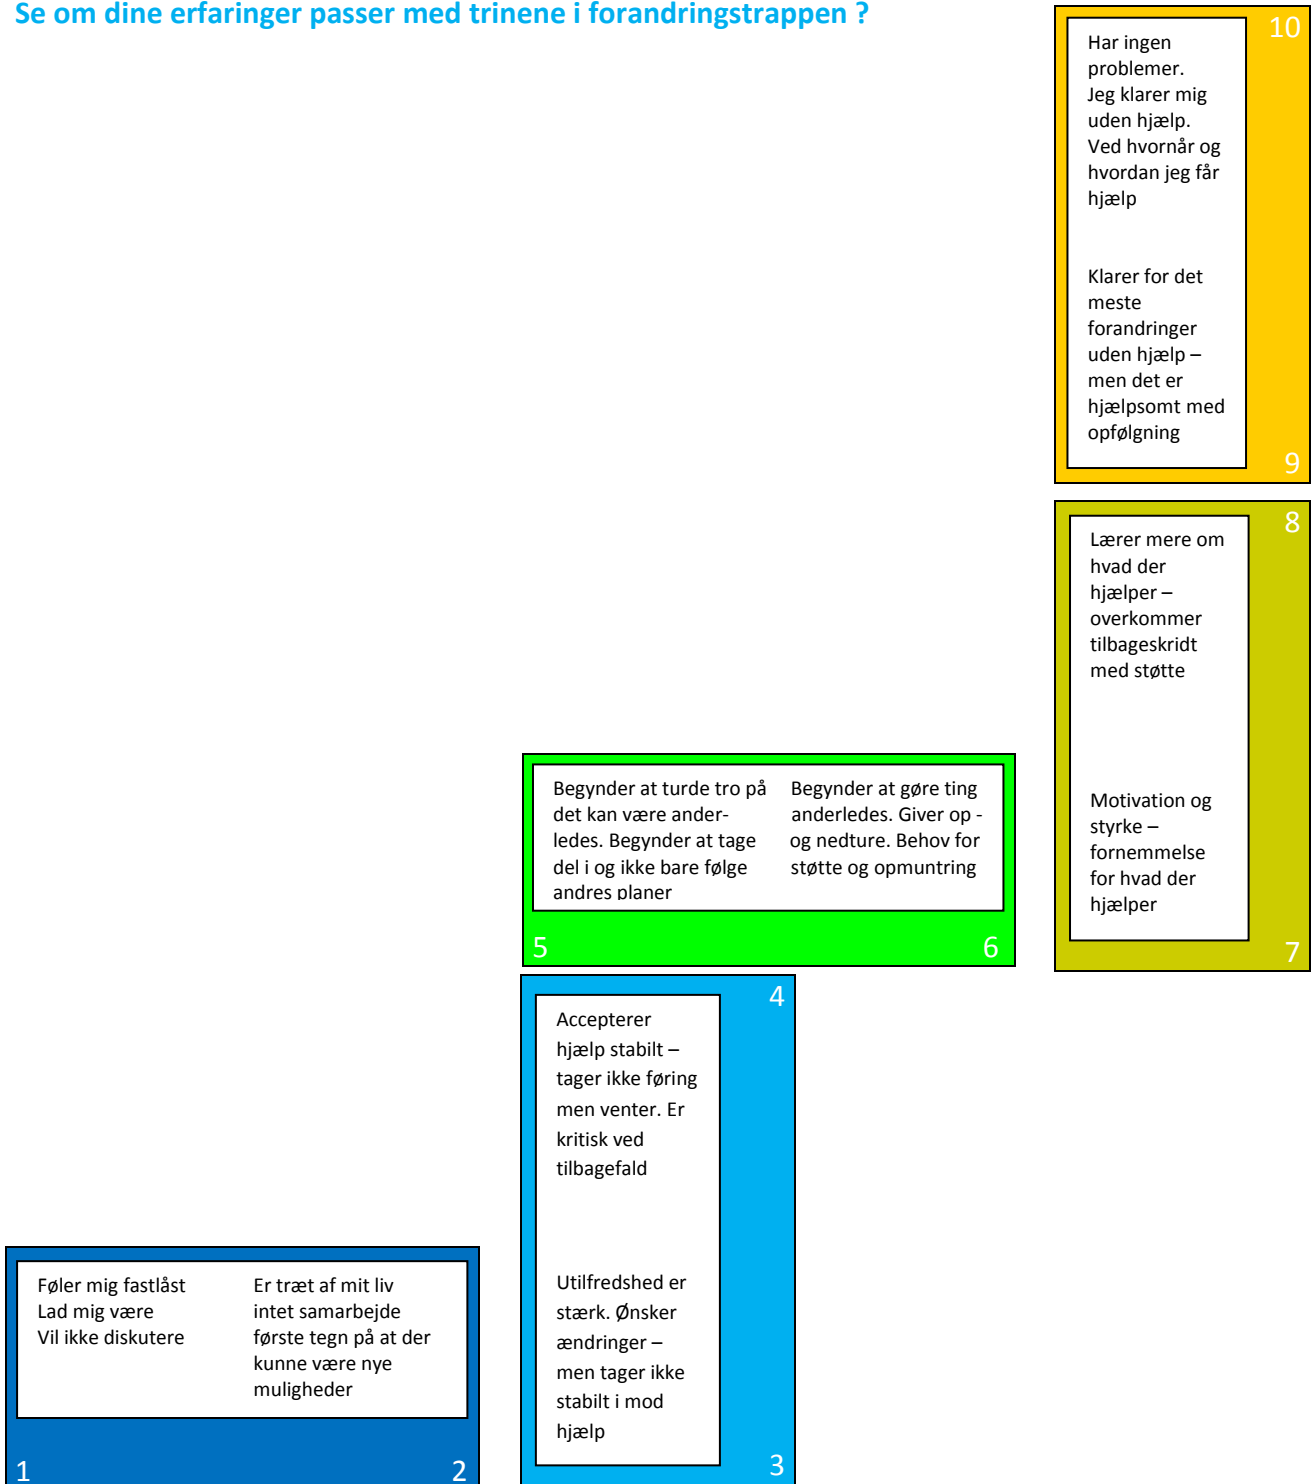 Se om dine erfaringer passer med trinene i forandringstrappen ?
10
Har ingen
problemer.
Jeg klarer mig
uden hjælp.
Ved hvornår og
hvordan jeg får
hjælp
Klarer for det
meste
forandringer
uden hjælp –
men det er
hjælpsomt med
opfølgning
9
8
Lærer mere om
hvad der
hjælper –
overkommer
tilbageskridt
med støtte
Motivation og
styrke –
fornemmelse
for hvad der
hjælper
7
Begynder at turde tro på
det kan være ander-
ledes. Begynder at tage
del i og ikke bare følge
andres planer
Begynder at gøre ting
anderledes. Giver op -
og nedture. Behov for
støtte og opmuntring
5
6
4
Accepterer
hjælp stabilt –
tager ikke føring
men venter. Er
kritisk ved
tilbagefald
Utilfredshed er
stærk. Ønsker
ændringer –
men tager ikke
stabilt i mod
hjælp
3
Føler mig fastlåst
Lad mig være
Vil ikke diskutere
Er træt af mit liv
intet samarbejde
første tegn på at der
kunne være nye
muligheder
1
2